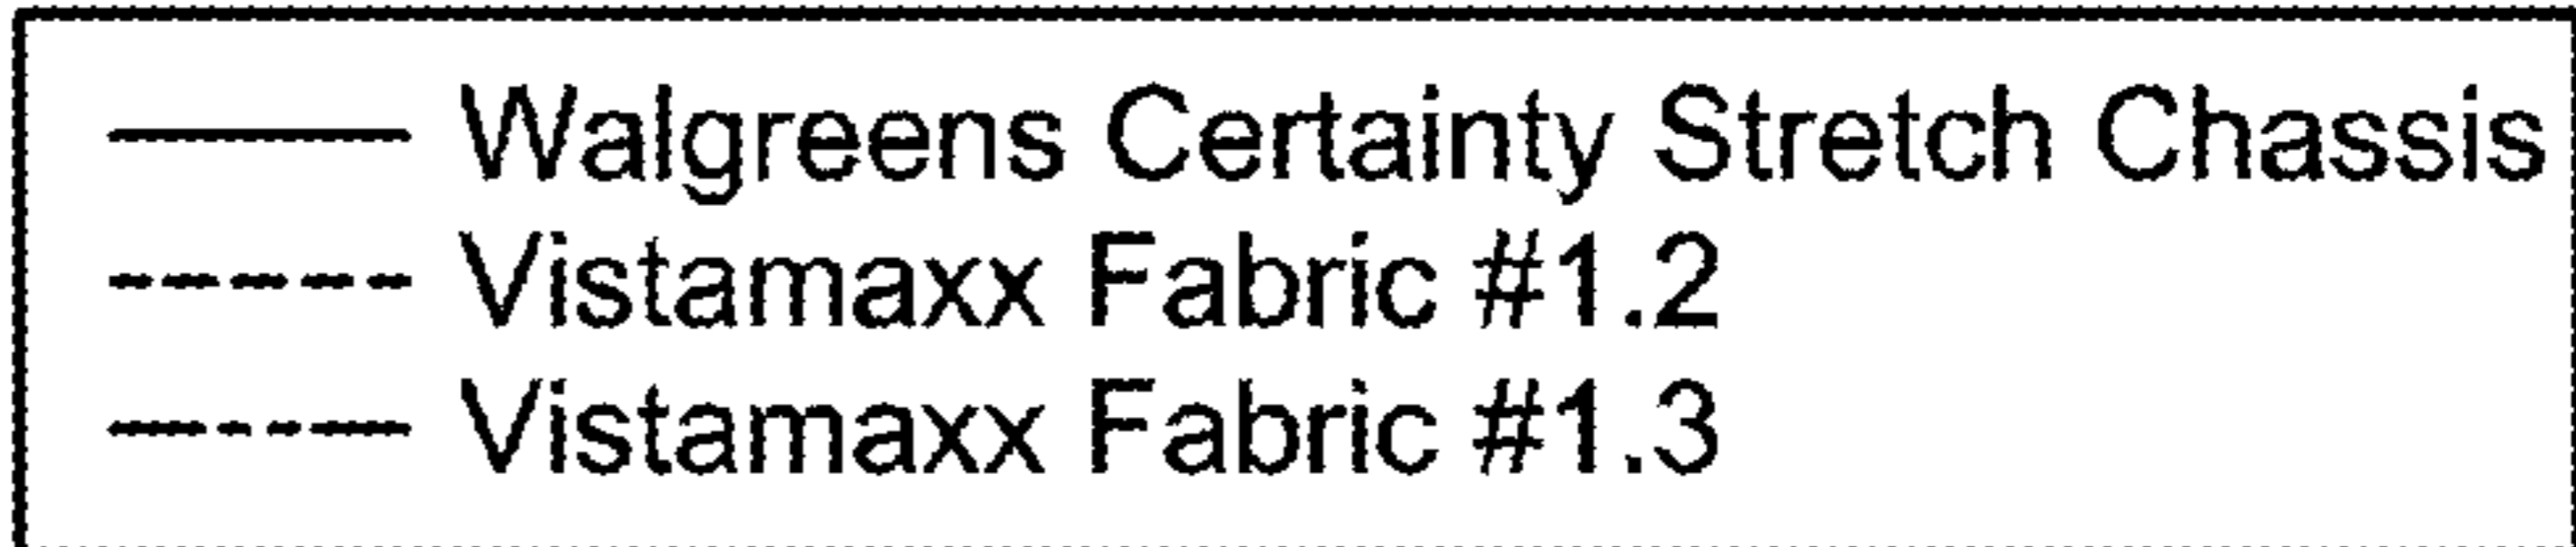 Walgreens Certainty Stretch Chassis
Vistamaxx Fabric #1.2
Vistamaxx Fabric #1.3